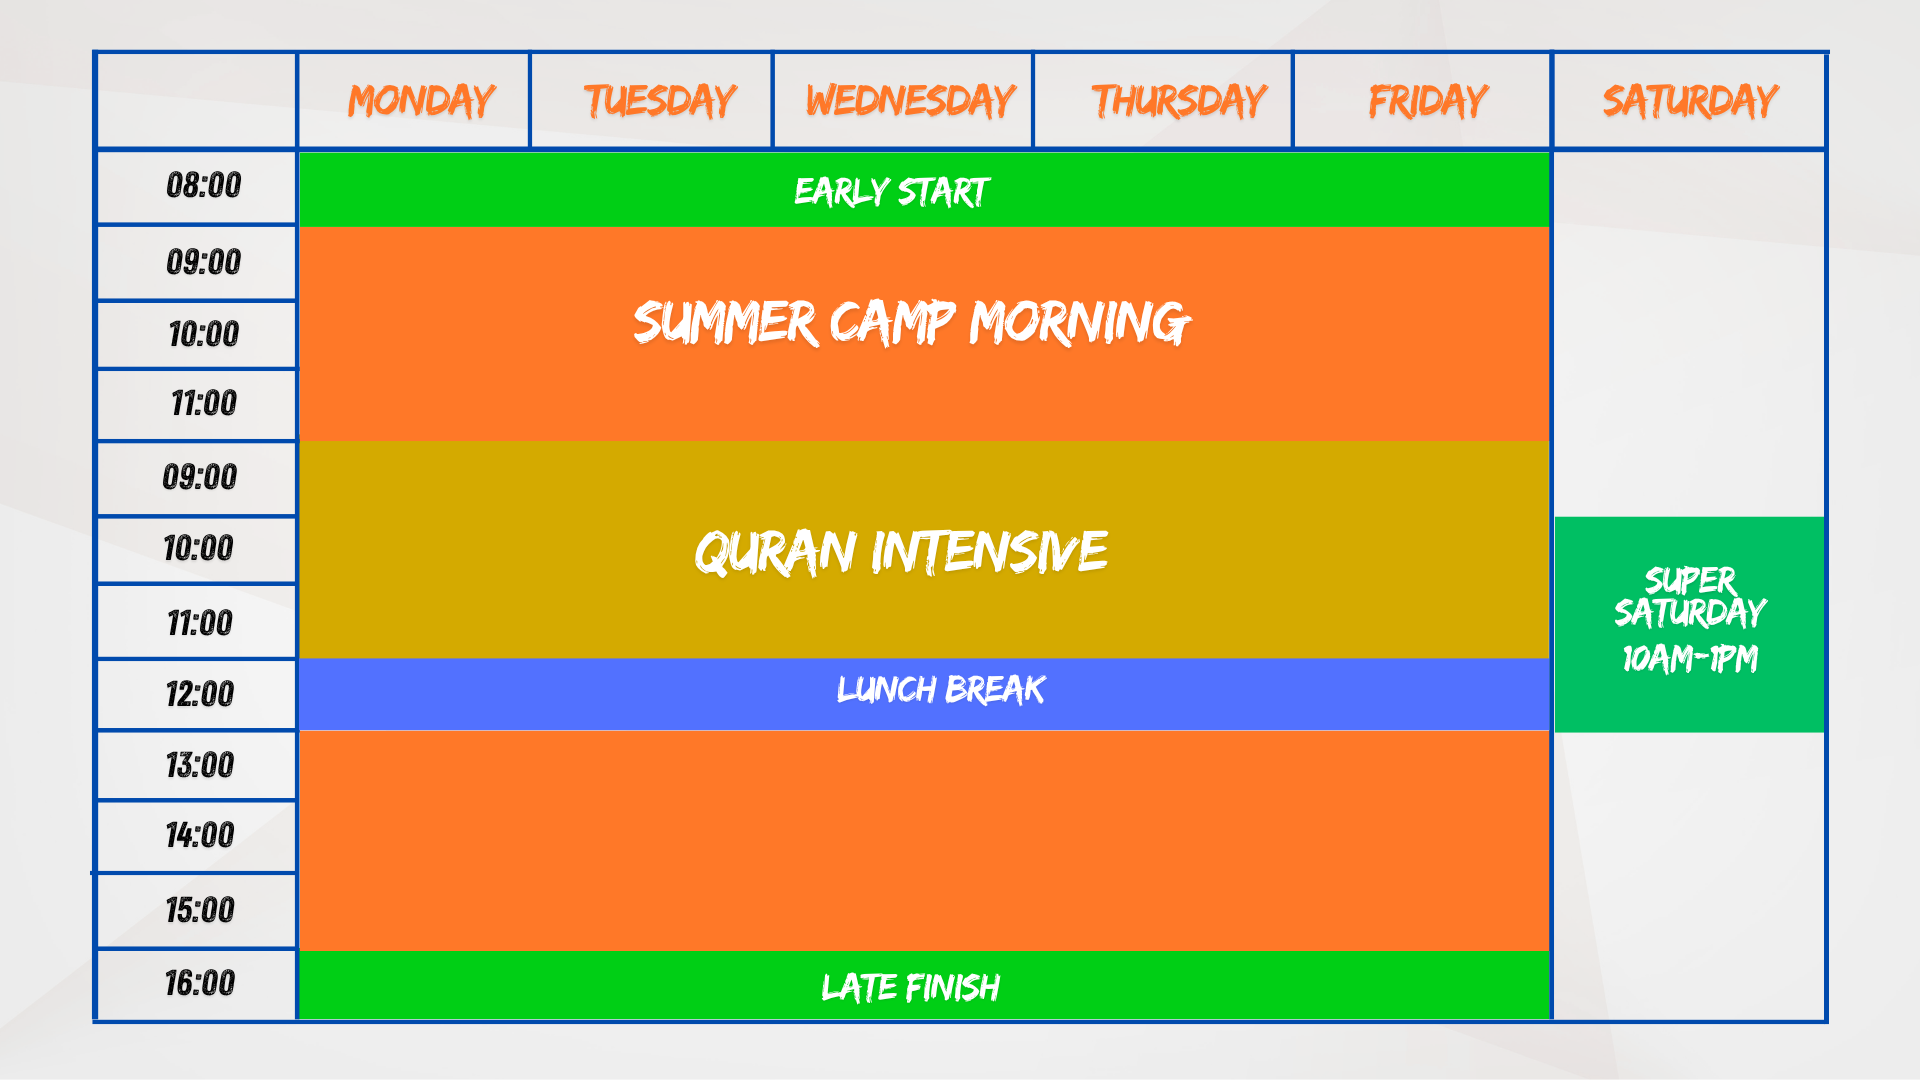 MONDAY TUESDAY WEDNESDAY THURSDAY FRIDAY SATURDAY
08:00 EARLY START
09:00
SUMMER CAMP MORNING
10:00
11:00
09:00
10:00
QURAN INTENSIVE
SUPER
SATURDAY
10AM-1PM
11:00
12:00 LUNCH BREAK
13:00
14:00
15:00
16:00 LATE FINISH